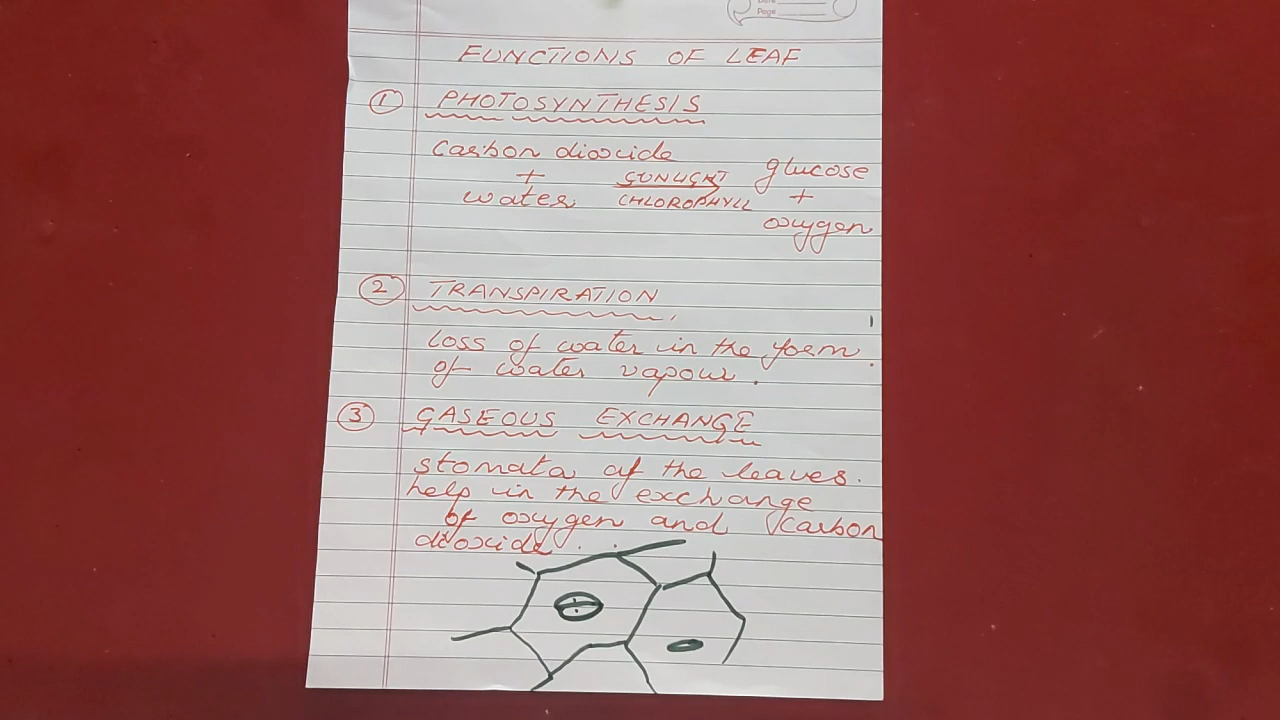 Date
Page
FUNCTIONS OF LEAF
① PHOTOSYNTHESIS
Carbon dioxide
+
water
SUNLIGHT
CHLOROPHYLL
glucose
+
oxygen
② TRANSPIRATION
Loss of water in the form
of water vapour.
③ GASEOUS EXCHANGE
stomata of the leaves.
help in the exchange
of oxygen and carbon
dioxide.